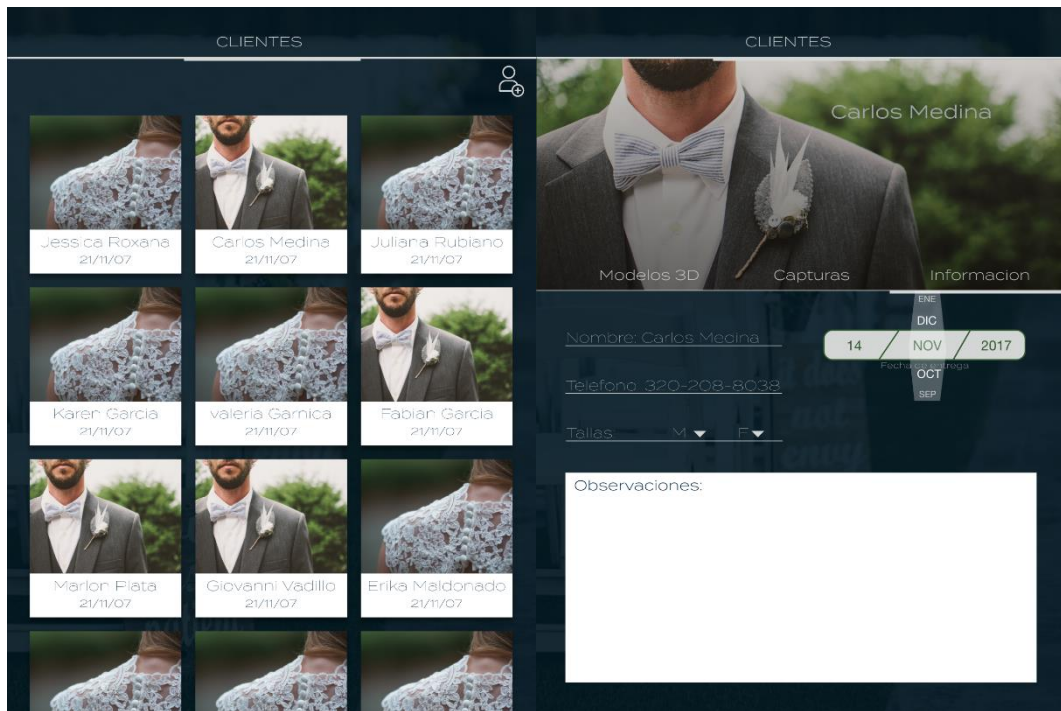 CLIENTES
Jessica Roxana
21/11/07
Carlos Medina
21/11/07
Juliana Rubiano
21/11/07
Karen Garcia
21/11/07
valeria Garnica
21/11/07
Fabian Garcia
21/11/07
Marlon Plata
21/11/07
Giovanni Vadillo
21/11/07
Erika Maldonado
21/11/07
CLIENTES
Carlos Medina
Modelos 3D Capturas Informacion
Nombre: Carlos Medina
Telefono: 320-208-8038
Tallas: M F
ENE
DIC
14 / NOV / 2017
Fecha de entrega
OCT
SEP
Observaciones: